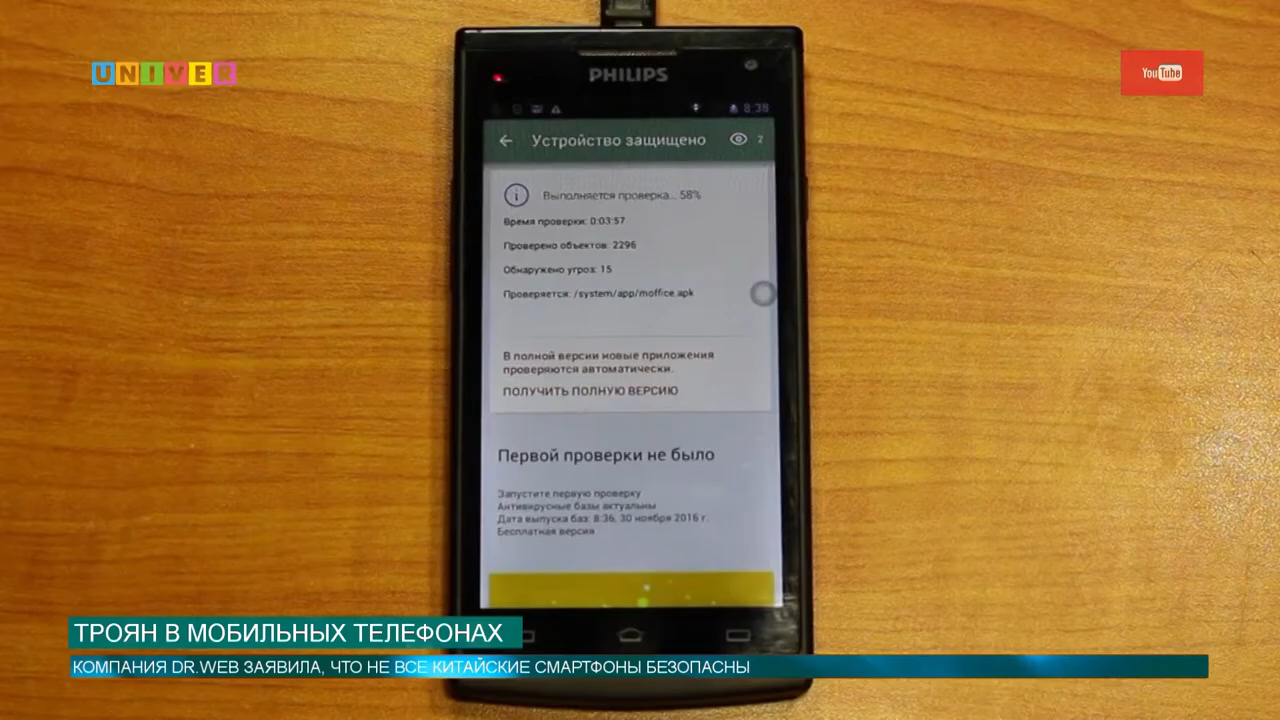 UNIVER
YouTube
PHILIPS
8:38
Устройство защищено
2
Выполняется проверка... 58%
Время проверки: 0:03:57
Проверено объектов: 2296
Обнаружено угроз: 15
Проверяется: /system/app/moffice.apk
В полной версии новые приложения
проверяются автоматически.
ПОЛУЧИТЬ ПОЛНУЮ ВЕРСИЮ
Первой проверки не было
Запустите первую проверку
Антивирусные базы актуальны
Дата выпуска баз: 8:36, 30 ноября 2016 г.
Бесплатная версия
ТРОЯН В МОБИЛЬНЫХ ТЕЛЕФОНАХ
КОМПАНИЯ DR.WEB ЗАЯВИЛА, ЧТО НЕ ВСЕ КИТАЙСКИЕ СМАРТФОНЫ БЕЗОПАСНЫ